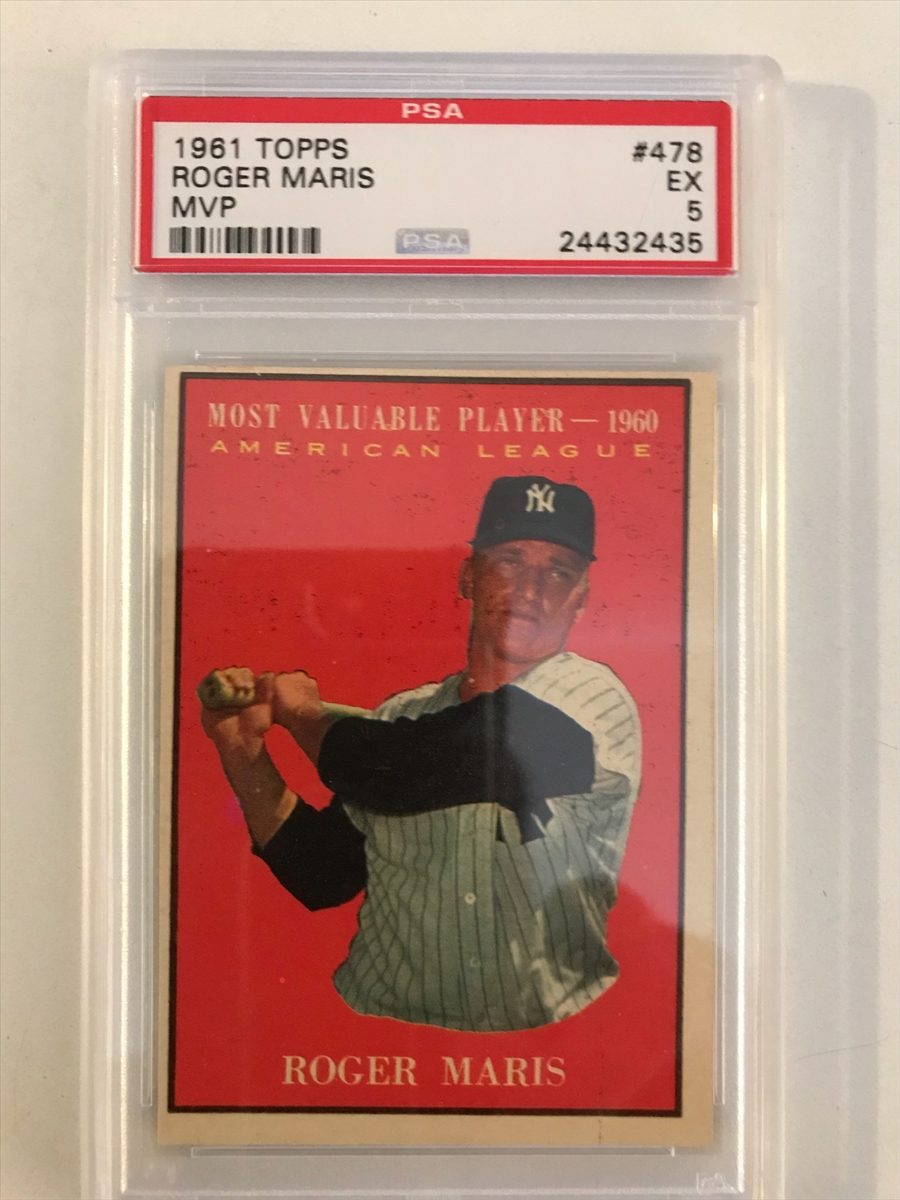 PSA
1961 TOPPS #478
ROGER MARIS EX
MVP 5
PSA 24432435
MOST VALUABLE PLAYER — 1960
AMERICAN LEAGUE
NY
ROGER MARIS